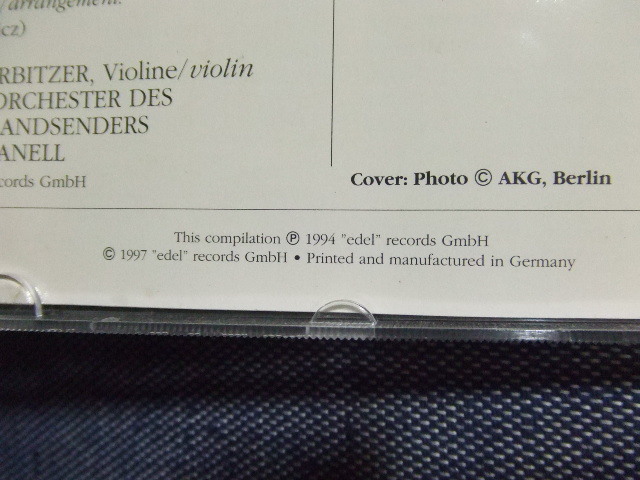 /arrangement.
cz)
RBITZER, Violine/violin
ORCHESTER DES
ANDSENDERS
ANELL
cords GmbH
Cover: Photo © AKG, Berlin
This compilation ℗ 1994 "edel" records GmbH
© 1997 "edel" records GmbH • Printed and manufactured in Germany